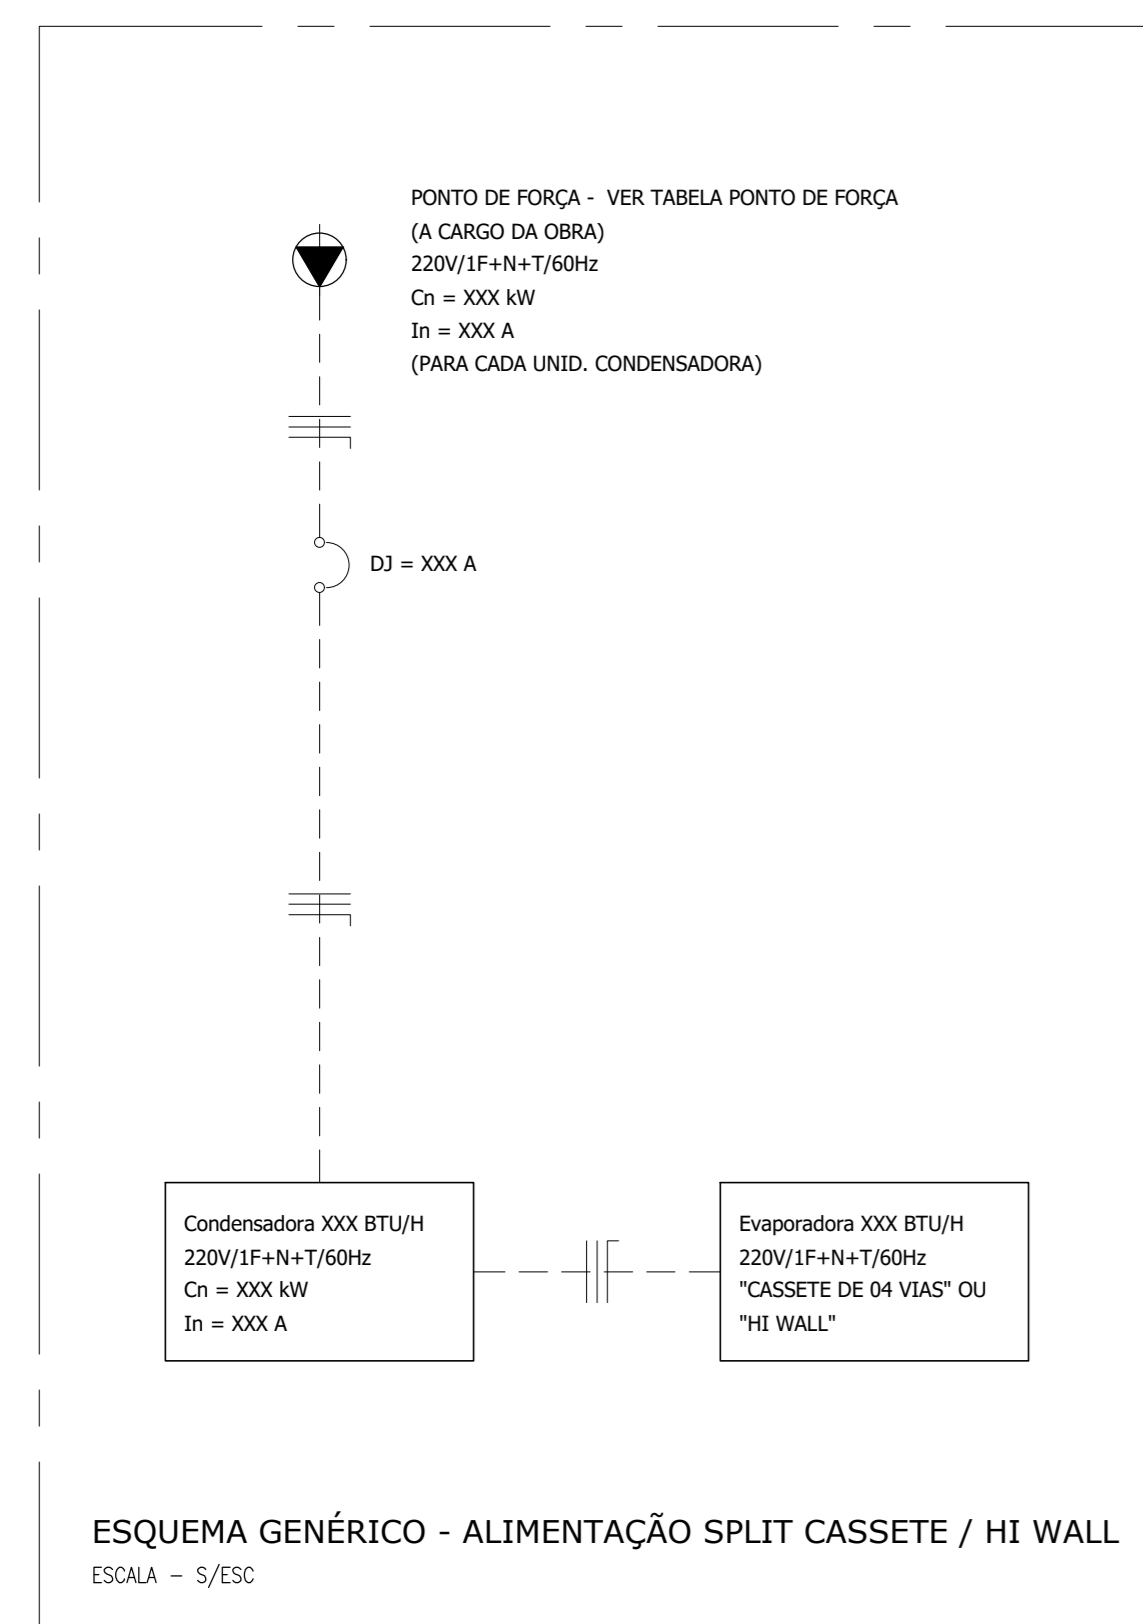 PONTO DE FORÇA - VER TABELA PONTO DE FORÇA
(A CARGO DA OBRA)
220V/1F+N+T/60Hz
Cn = XXX kW
In = XXX A
(PARA CADA UNID. CONDENSADORA)
DJ = XXX A
Condensadora XXX BTU/H
220V/1F+N+T/60Hz
Cn = XXX kW
In = XXX A
Evaporadora XXX BTU/H
220V/1F+N+T/60Hz
"CASSETE DE 04 VIAS" OU
"HI WALL"
ESQUEMA GENÉRICO - ALIMENTAÇÃO SPLIT CASSETE / HI WALL
ESCALA - S/ESC